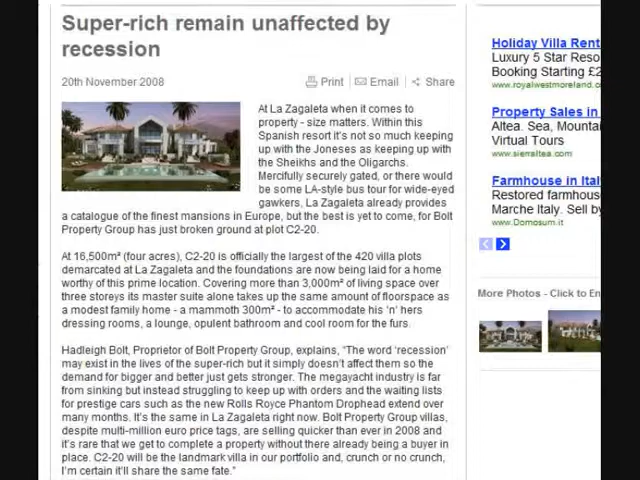 Super-rich remain unaffected by
recession
20th November 2008
Print
Email
Share
At La Zagaleta when it comes to
property - size matters. Within this
Spanish resort it's not so much keeping
up with the Joneses as keeping up with
the Sheikhs and the Oligarchs.
Mercifully securely gated, or there would
be some LA-style bus tour for wide-eyed
gawkers, La Zagaleta already provides
a catalogue of the finest mansions in Europe, but the best is yet to come, for Bolt
Property Group has just broken ground at plot C2-20.
At 16,500m² (four acres), C2-20 is officially the largest of the 420 villa plots
demarcated at La Zagaleta and the foundations are now being laid for a home
worthy of this prime location. Covering more than 3,000m² of living space over
three storeys its master suite alone takes up the same amount of floorspace as
a modest family home - a mammoth 300m² - to accommodate his 'n' hers
dressing rooms, a lounge, opulent bathroom and cool room for the furs.
Hadleigh Bolt, Proprietor of Bolt Property Group, explains, “The word ‘recession’
may exist in the lives of the super-rich but it simply doesn’t affect them so the
demand for bigger and better just gets stronger. The megayacht industry is far
from sinking but instead struggling to keep up with orders and the waiting lists
for prestige cars such as the new Rolls Royce Phantom Drophead extend over
many months. It’s the same in La Zagaleta right now. Bolt Property Group villas,
despite multi-million euro price tags, are selling quicker than ever in 2008 and
it’s rare that we get to complete a property without there already being a buyer in
place. C2-20 will be the landmark villa in our portfolio and, crunch or no crunch,
I’m certain it’ll share the same fate.”
Holiday Villa Rent
Luxury 5 Star Reso
Booking Starting £2
www.royalwestmoreland.c
Property Sales in
Altea. Sea, Mountai
Virtual Tours
www.sierraltea.com
Farmhouse in Ital
Restored farmhous
Marche Italy. Sell by
www.Domosum.it
More Photos - Click to En